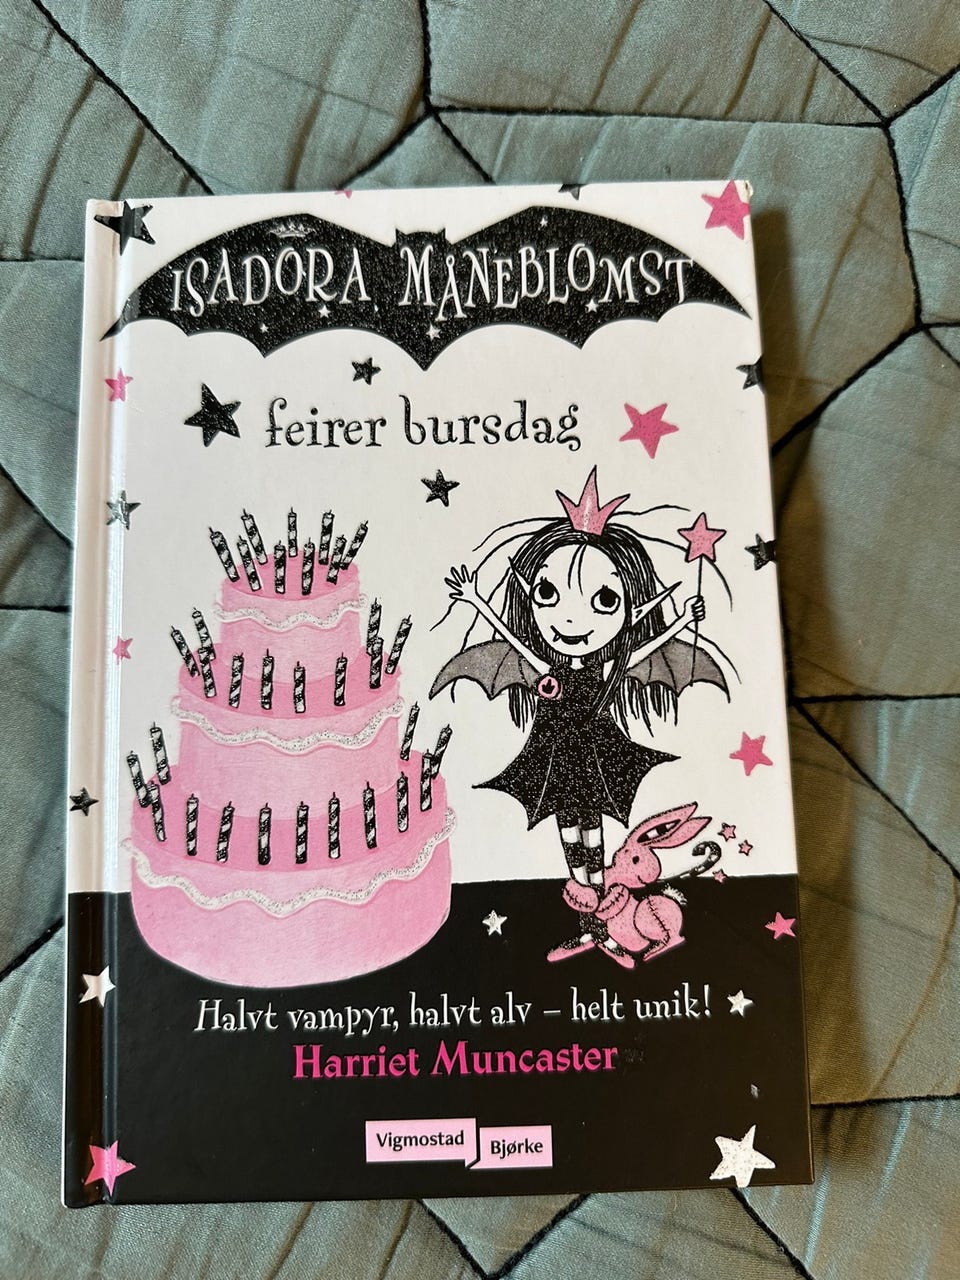 ISADORA MÅNEBLOMST
feirer bursdag
Halvt vampyr, halvt alv – helt unik!
Harriet Muncaster
Vigmostad
Bjørke